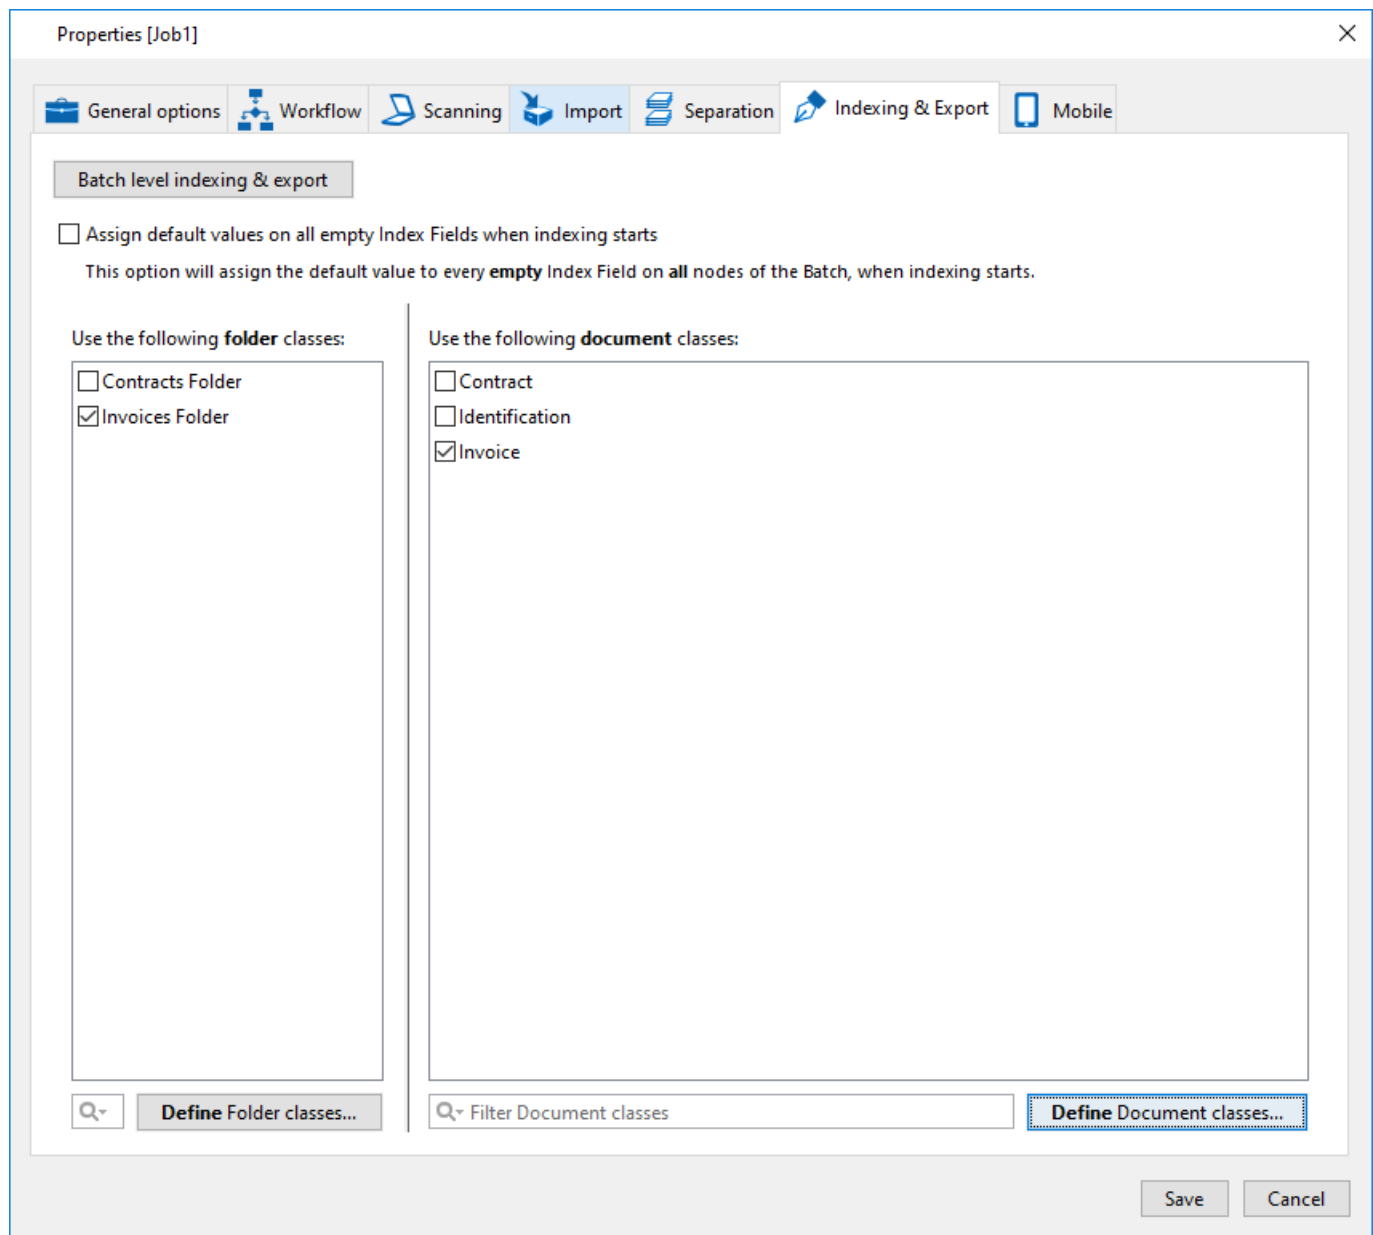 Properties [Job1]
General options Workflow Scanning Import Separation Indexing & Export Mobile
Batch level indexing & export
Assign default values on all empty Index Fields when indexing starts
This option will assign the default value to every empty Index Field on all nodes of the Batch, when indexing starts.
Use the following folder classes:
Contracts Folder
Invoices Folder
Define Folder classes...
Use the following document classes:
Contract
Identification
Invoice
Filter Document classes
Define Document classes...
Save Cancel